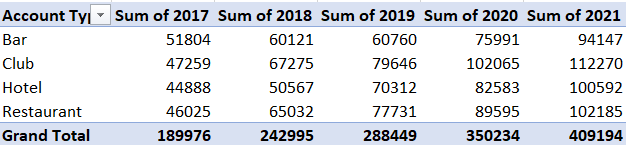 Account Typ Sum of 2017 Sum of 2018 Sum of 2019 Sum of 2020 Sum of 2021
Bar 51804 60121 60760 75991 94147
Club 47259 67275 79646 102065 112270
Hotel 44888 50567 70312 82583 100592
Restaurant 46025 65032 77731 89595 102185
Grand Total 189976 242995 288449 350234 409194